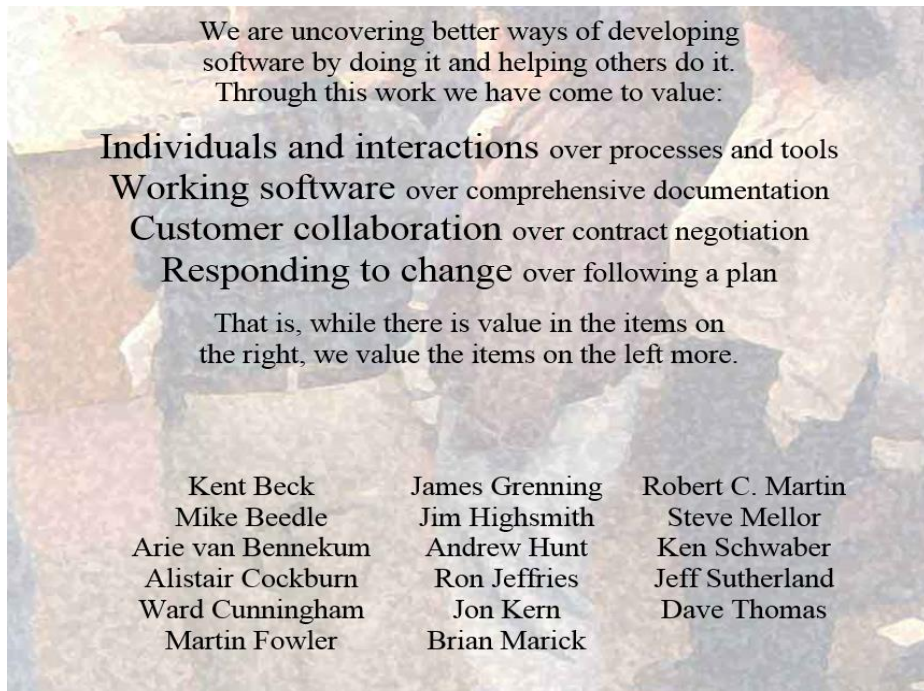 We are uncovering better ways of developing
software by doing it and helping others do it.
Through this work we have come to value:
Individuals and interactions over processes and tools
Working software over comprehensive documentation
Customer collaboration over contract negotiation
Responding to change over following a plan
That is, while there is value in the items on
the right, we value the items on the left more.
Kent Beck
Mike Beedle
Arie van Bennekum
Alistair Cockburn
Ward Cunningham
Martin Fowler
James Grenning
Jim Highsmith
Andrew Hunt
Ron Jeffries
Jon Kern
Brian Marick
Robert C. Martin
Steve Mellor
Ken Schwaber
Jeff Sutherland
Dave Thomas